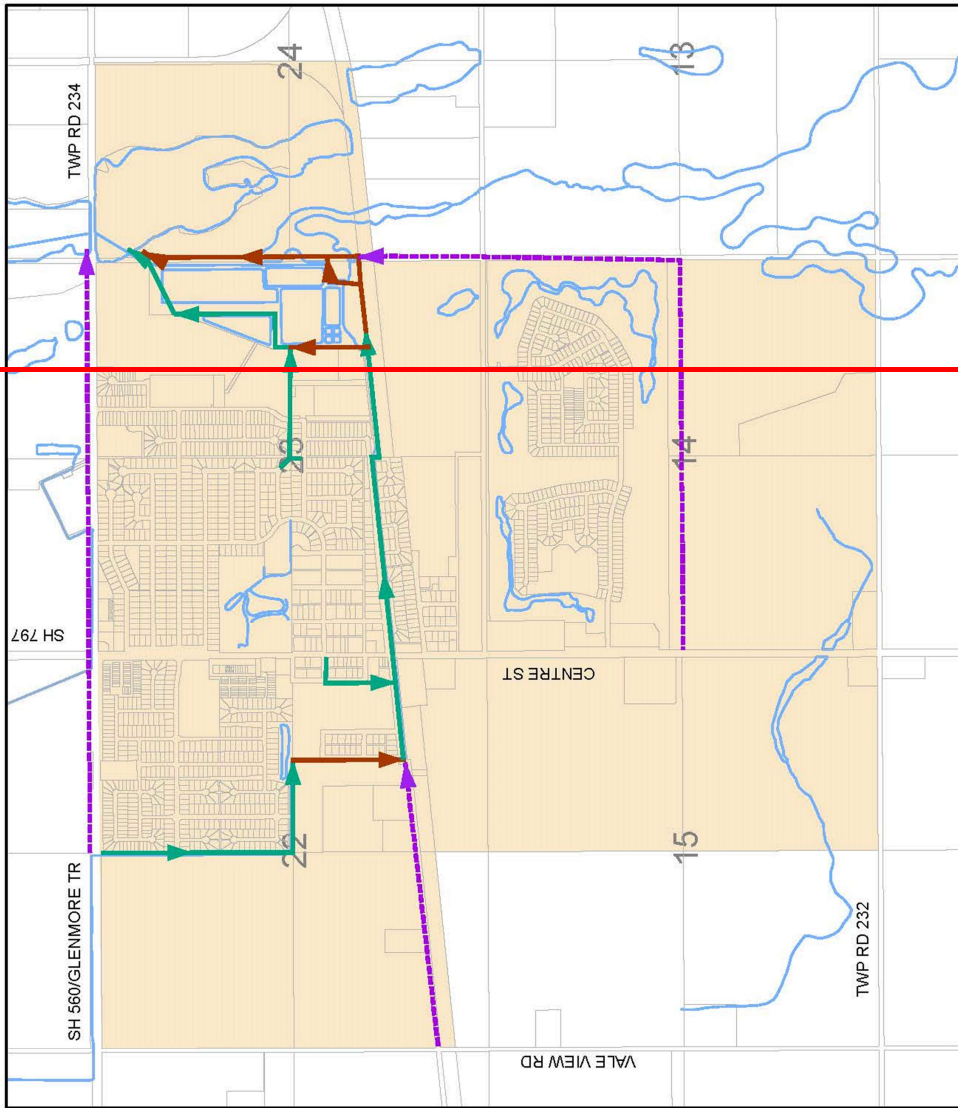 TWP RD 234
24
13
23
14
SH 797
CENTRE ST
22
15
SH 560/GLENMORE TR
TWP RD 232
VALE VIEW RD